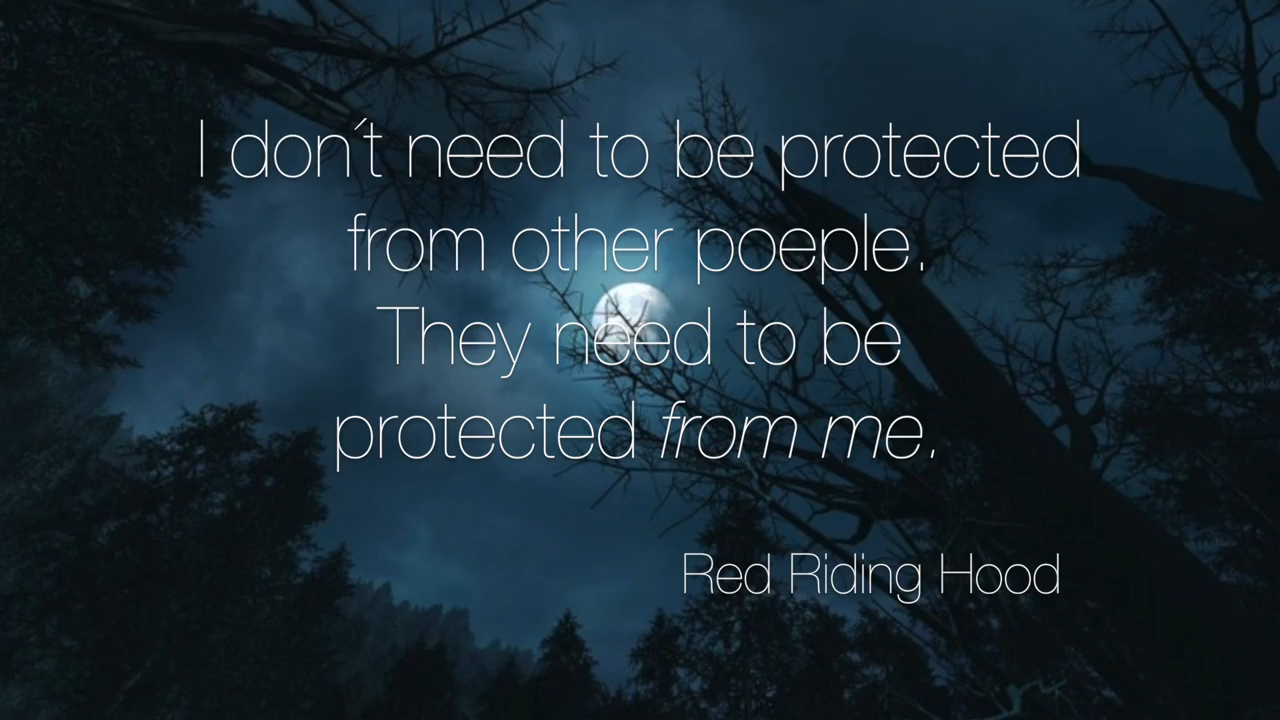 I don´t need to be protected
from other poeple.
They need to be
protected from me.
Red Riding Hood